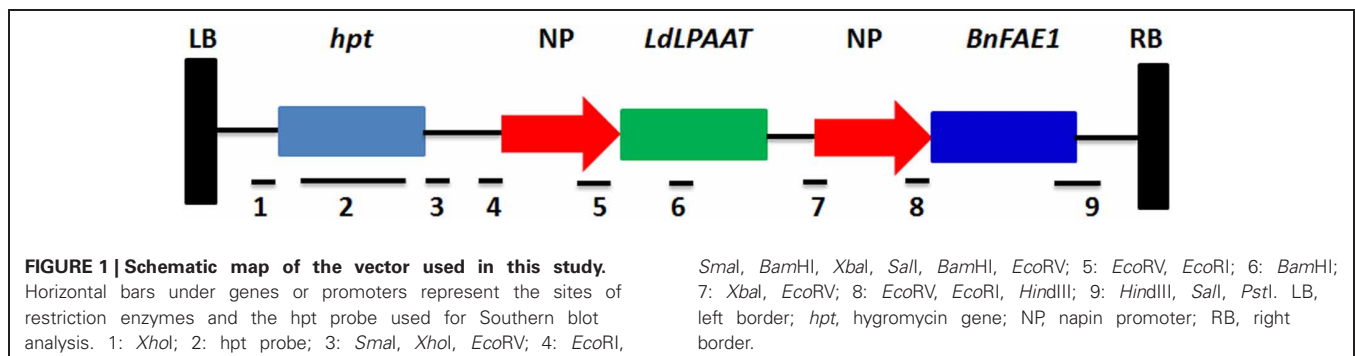 LB hpt NP LdLPAAT NP BnFAE1 RB
1 2 3 4 5 6 7 8 9
FIGURE 1 | Schematic map of the vector used in this study.
Horizontal bars under genes or promoters represent the sites of
restriction enzymes and the hpt probe used for Southern blot
analysis. 1: XhoI; 2: hpt probe; 3: SmaI, XhoI, EcoRV; 4: EcoRI,
SmaI, BamHI, XbaI, SalI, BamHI, EcoRV; 5: EcoRV, EcoRI; 6: BamHI;
7: XbaI, EcoRV; 8: EcoRV, EcoRI, HindIII; 9: HindIII, SalI, PstI. LB,
left border; hpt, hygromycin gene; NP, napin promoter; RB, right
border.